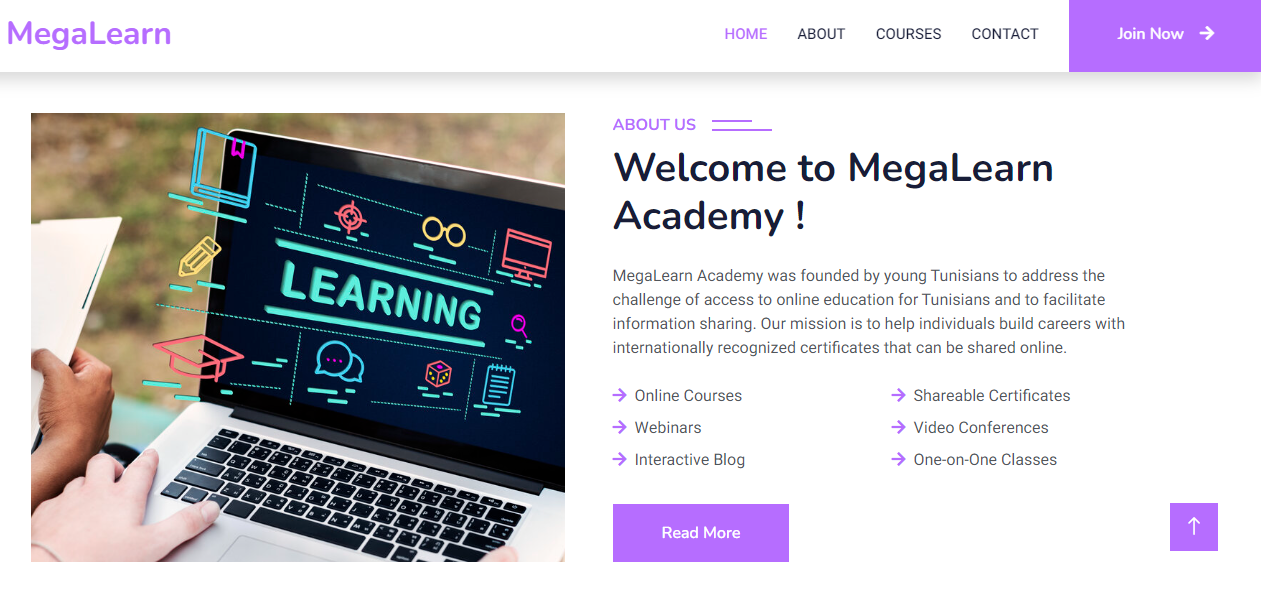 MegaLearn
HOME ABOUT COURSES CONTACT Join Now
ABOUT US
Welcome to MegaLearn
Academy !
MegaLearn Academy was founded by young Tunisians to address the
challenge of access to online education for Tunisians and to facilitate
information sharing. Our mission is to help individuals build careers with
internationally recognized certificates that can be shared online.
Online Courses
Shareable Certificates
Webinars
Video Conferences
Interactive Blog
One-on-One Classes
Read More
LEARNING